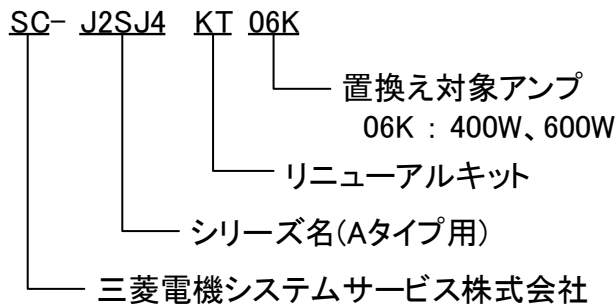 SC- J2SJ4 KT 06K
置換え対象アンプ
06K : 400W、600W
リニューアルキット
シリーズ名(Aタイプ用)
三菱電機システムサービス株式会社